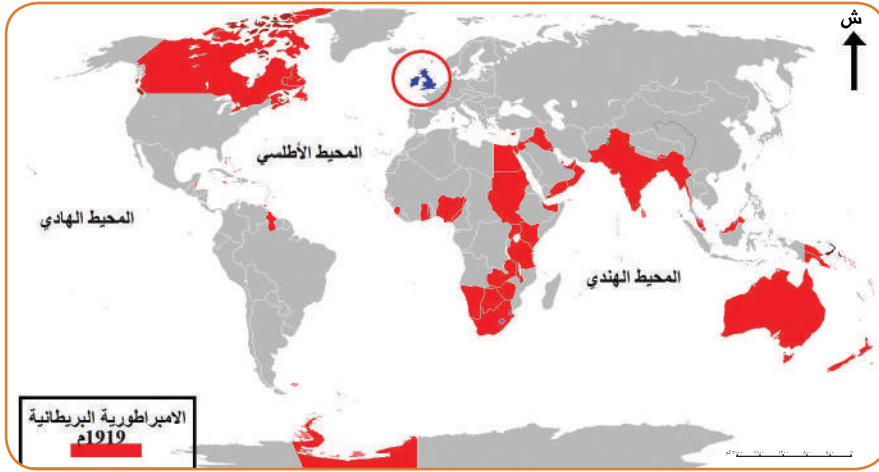 ش
المحيط الأطلسي
المحيط الهادي
المحيط الهندي
الامبراطورية البريطانية
1919م